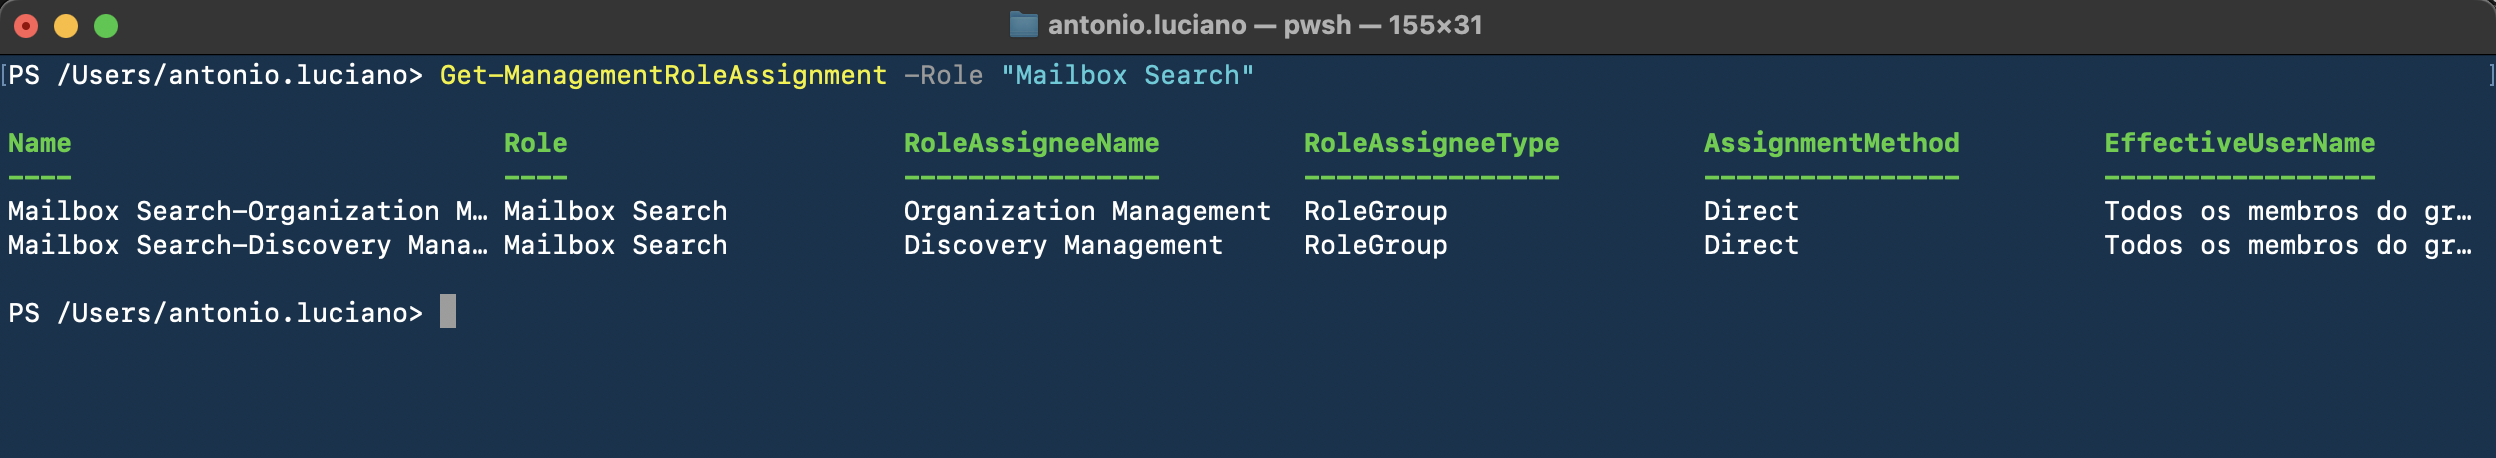 antonio.luciano — pwsh — 155×31
[PS /Users/antonio.luciano> Get-ManagementRoleAssignment -Role "Mailbox Search" ]
Name Role RoleAssigneeName RoleAssigneeType AssignmentMethod EffectiveUserName
---- ---- ---------------- ---------------- ---------------- -----------------
Mailbox Search-Organization M… Mailbox Search Organization Management RoleGroup Direct Todos os membros do gr…
Mailbox Search-Discovery Mana… Mailbox Search Discovery Management RoleGroup Direct Todos os membros do gr…
PS /Users/antonio.luciano>